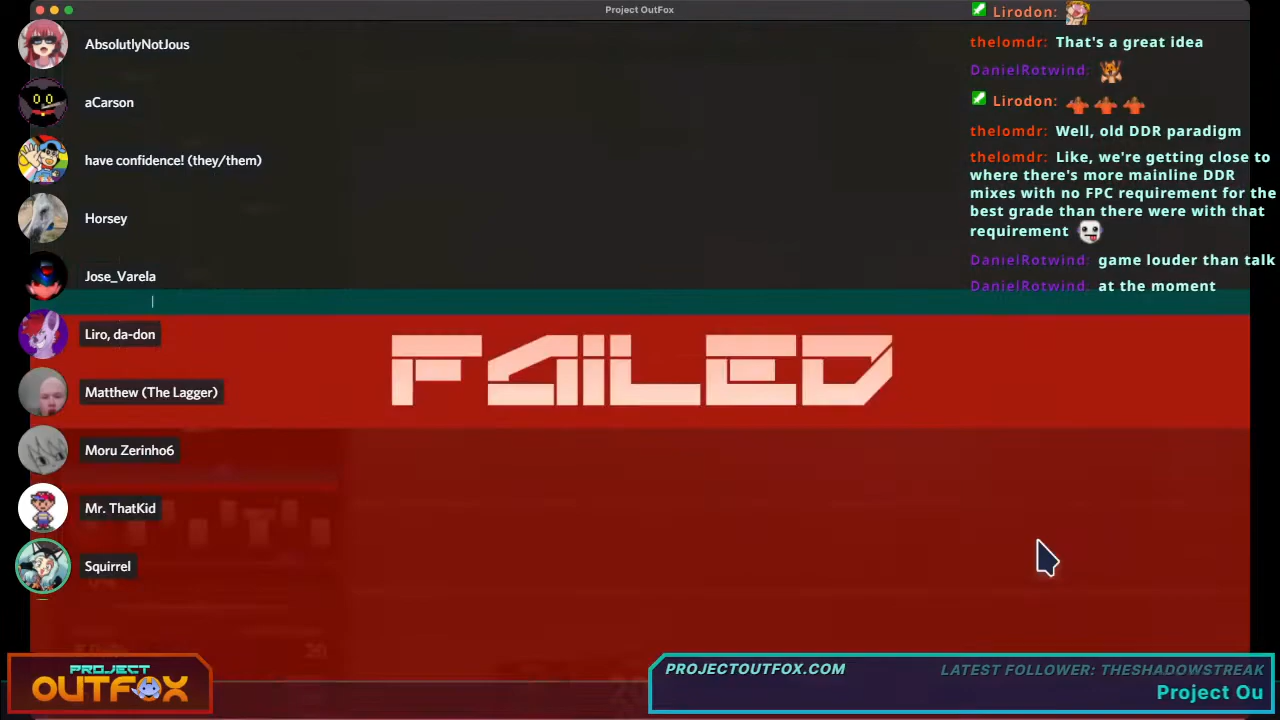 Project OutFox
AbsolutlyNotJous
aCarson
have confidence! (they/them)
Horsey
Jose_Varela
Liro, da-don
Matthew (The Lagger)
Moru Zerinho6
Mr. ThatKid
Squirrel
Lirodon:
thelomdr: That's a great idea
DanielRotwind:
Lirodon:
thelomdr: Well, old DDR paradigm
thelomdr: Like, we're getting close to
where there's more mainline DDR
mixes with no FPC requirement for the
best grade than there were with that
requirement
DanielRotwind: game louder than talk
DanielRotwind: at the moment
FAILED
PROJECT
OUTFOX
PROJECTOUTFOX.COM
LATEST FOLLOWER: THESHADOWSTREAK
Project Ou